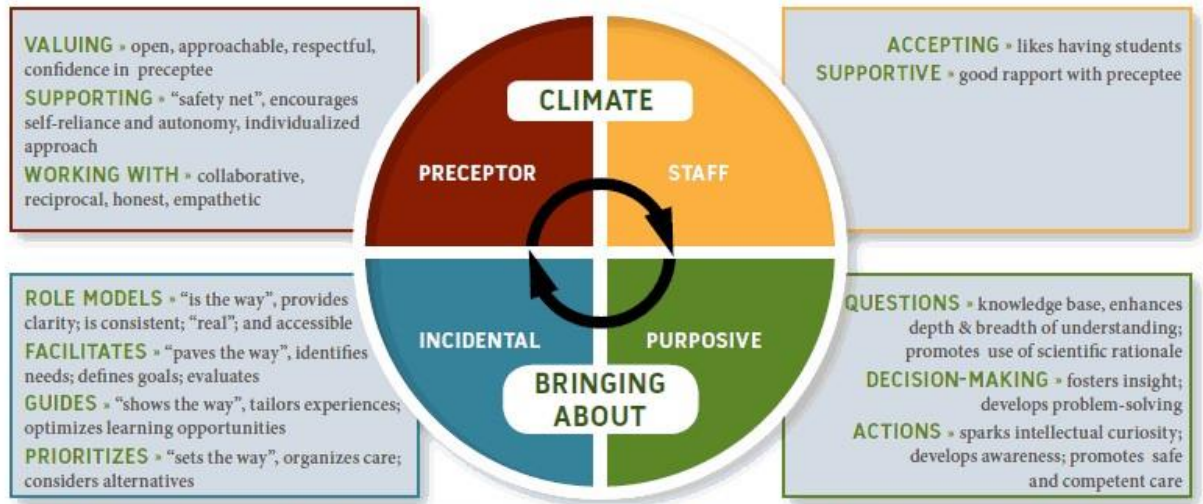 VALUING » open, approachable, respectful,
confidence in preceptee
SUPPORTING » “safety net”, encourages
self-reliance and autonomy, individualized
approach
WORKING WITH » collaborative,
reciprocal, honest, empathetic
CLIMATE
PRECEPTOR
STAFF
ACCEPTING » likes having students
SUPPORTIVE » good rapport with preceptee
ROLE MODELS » “is the way”, provides
clarity; is consistent; “real”; and accessible
FACILITATES » “paves the way”, identifies
needs; defines goals; evaluates
GUIDES » “shows the way”, tailors experiences;
optimizes learning opportunities
PRIORITIZES » “sets the way”, organizes care;
considers alternatives
INCIDENTAL
PURPOSIVE
BRINGING
ABOUT
QUESTIONS » knowledge base, enhances
depth & breadth of understanding;
promotes use of scientific rationale
DECISION-MAKING » fosters insight;
develops problem-solving
ACTIONS » sparks intellectual curiosity;
develops awareness; promotes safe
and competent care